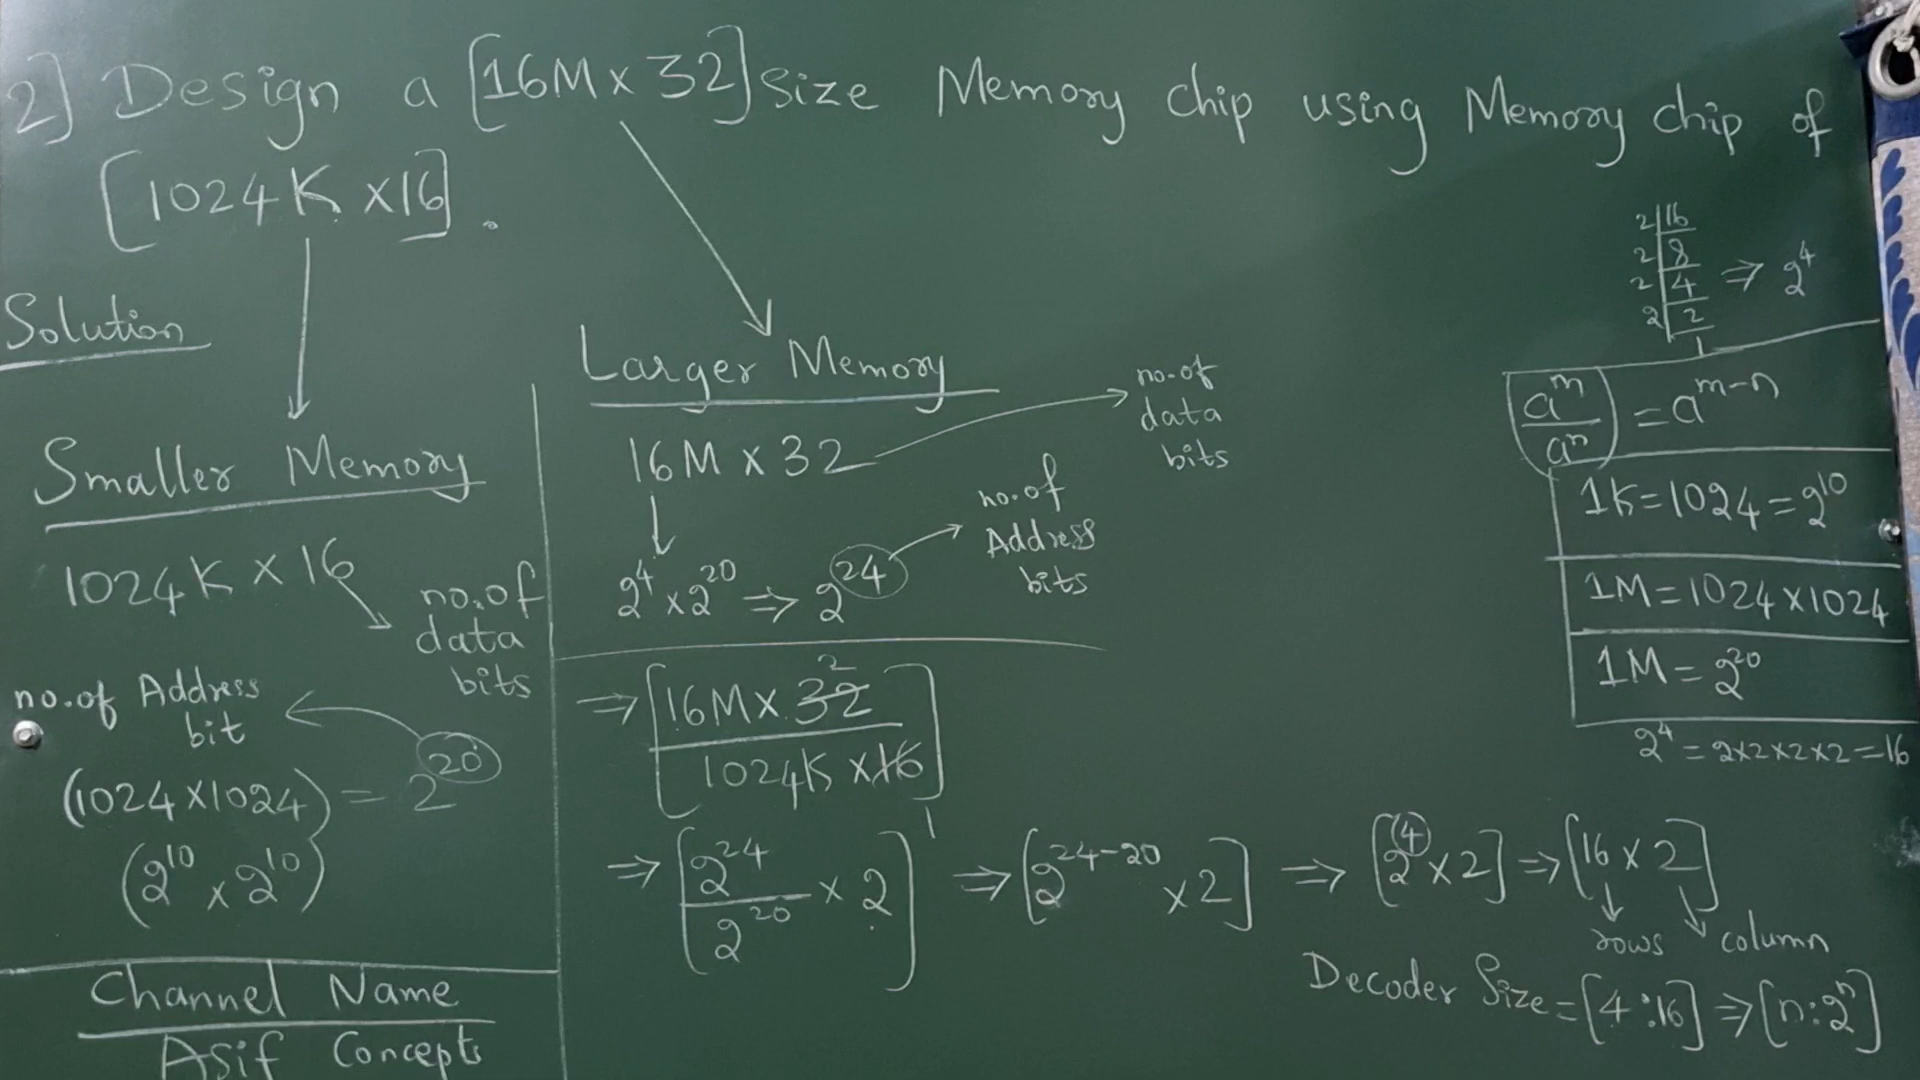 2] Design a [16M x 32] Size Memory chip using Memory chip of
[1024K x16].
Solution
Smaller Memory
1024K x 16
no.of
data
bits
no.of Address
bit
(1024 x1024) = 2^20
(2^10 x 2^10)
Channel Name
Asif Concepts
Larger Memory
16M x 32
no.of
data
bits
2^4 x 2^20 => 2^24
no.of
Address
bits
=> [16M x 32 / 1024K x16]
2
1
=> [2^24 / 2^20 x 2] => [2^24-20 x 2] => [2^4 x 2] => [16 x 2]
rows column
Decoder Size = [4:16] => [n:2^n]
2|16
2|8
2|4 => 2^4
2|2
1
a^m / a^n = a^m-n
1K=1024=2^10
1M=1024x1024
1M=2^20
2^4 = 2x2x2x2=16